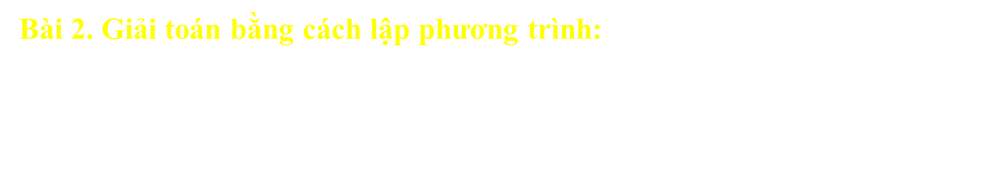 Bài 2. Giải toán bằng cách lập phương trình: